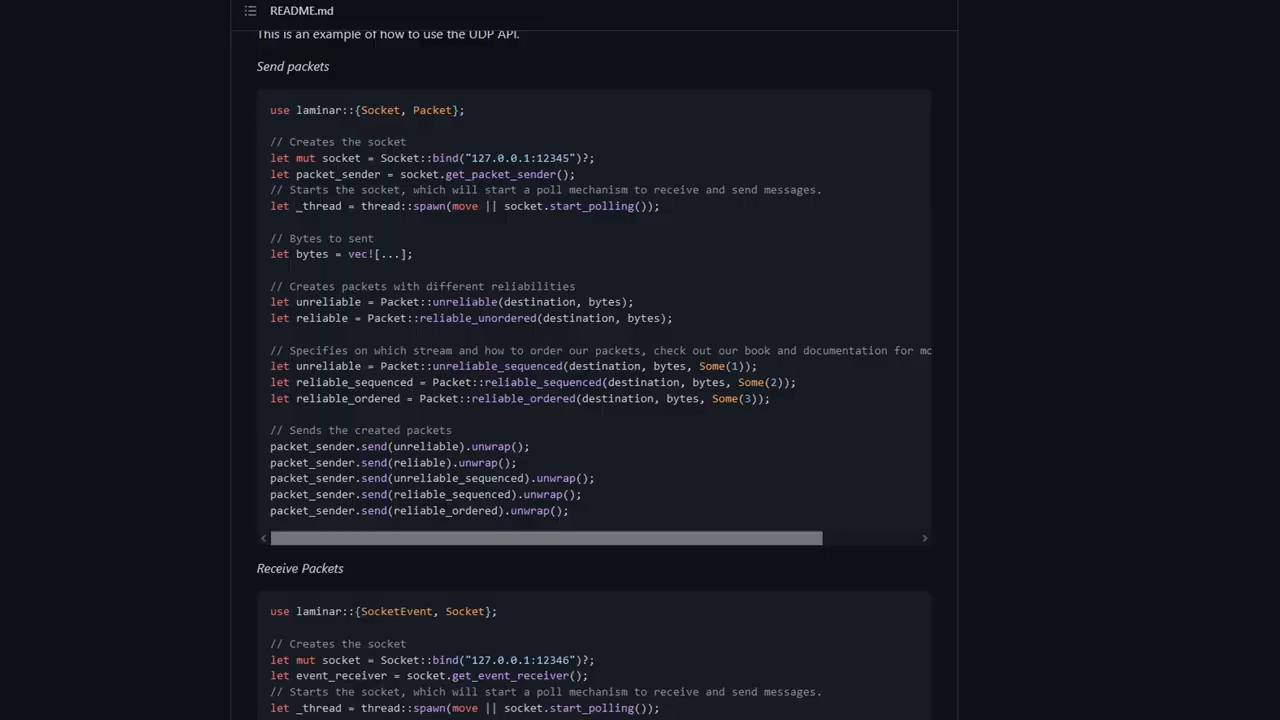 README.md
This is an example of how to use the UDP API.
Send packets
use laminar::{Socket, Packet};
// Creates the socket
let mut socket = Socket::bind("127.0.0.1:12345")?;
let packet_sender = socket.get_packet_sender();
// Starts the socket, which will start a poll mechanism to receive and send messages.
let _thread = thread::spawn(move || socket.start_polling());
// Bytes to sent
let bytes = vec![...];
// Creates packets with different reliabilities
let unreliable = Packet::unreliable(destination, bytes);
let reliable = Packet::reliable_unordered(destination, bytes);
// Specifies on which stream and how to order our packets, check out our book and documentation for mo
let unreliable = Packet::unreliable_sequenced(destination, bytes, Some(1));
let reliable_sequenced = Packet::reliable_sequenced(destination, bytes, Some(2));
let reliable_ordered = Packet::reliable_ordered(destination, bytes, Some(3));
// Sends the created packets
packet_sender.send(unreliable).unwrap();
packet_sender.send(reliable).unwrap();
packet_sender.send(unreliable_sequenced).unwrap();
packet_sender.send(reliable_sequenced).unwrap();
packet_sender.send(reliable_ordered).unwrap();
Receive Packets
use laminar::{SocketEvent, Socket};
// Creates the socket
let mut socket = Socket::bind("127.0.0.1:12346")?;
let event_receiver = socket.get_event_receiver();
// Starts the socket, which will start a poll mechanism to receive and send messages.
let _thread = thread::spawn(move || socket.start_polling());